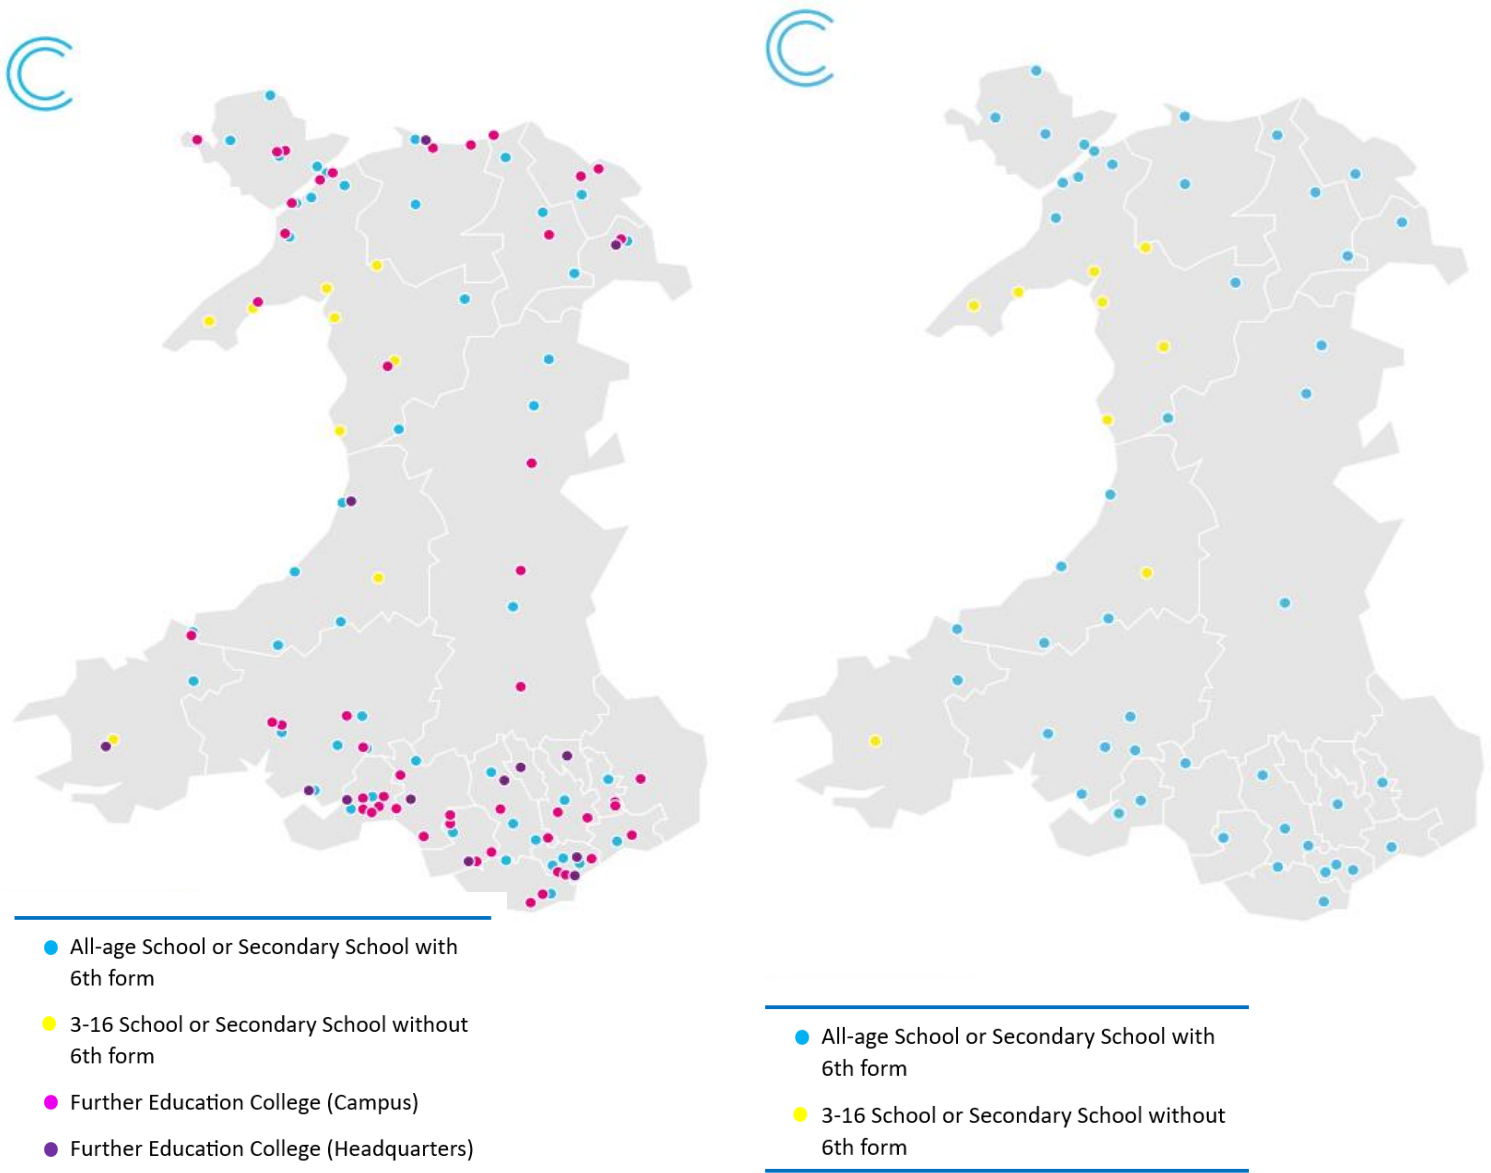 All-age School or Secondary School with
6th form
3-16 School or Secondary School without
6th form
Further Education College (Campus)
Further Education College (Headquarters)
All-age School or Secondary School with
6th form
3-16 School or Secondary School without
6th form